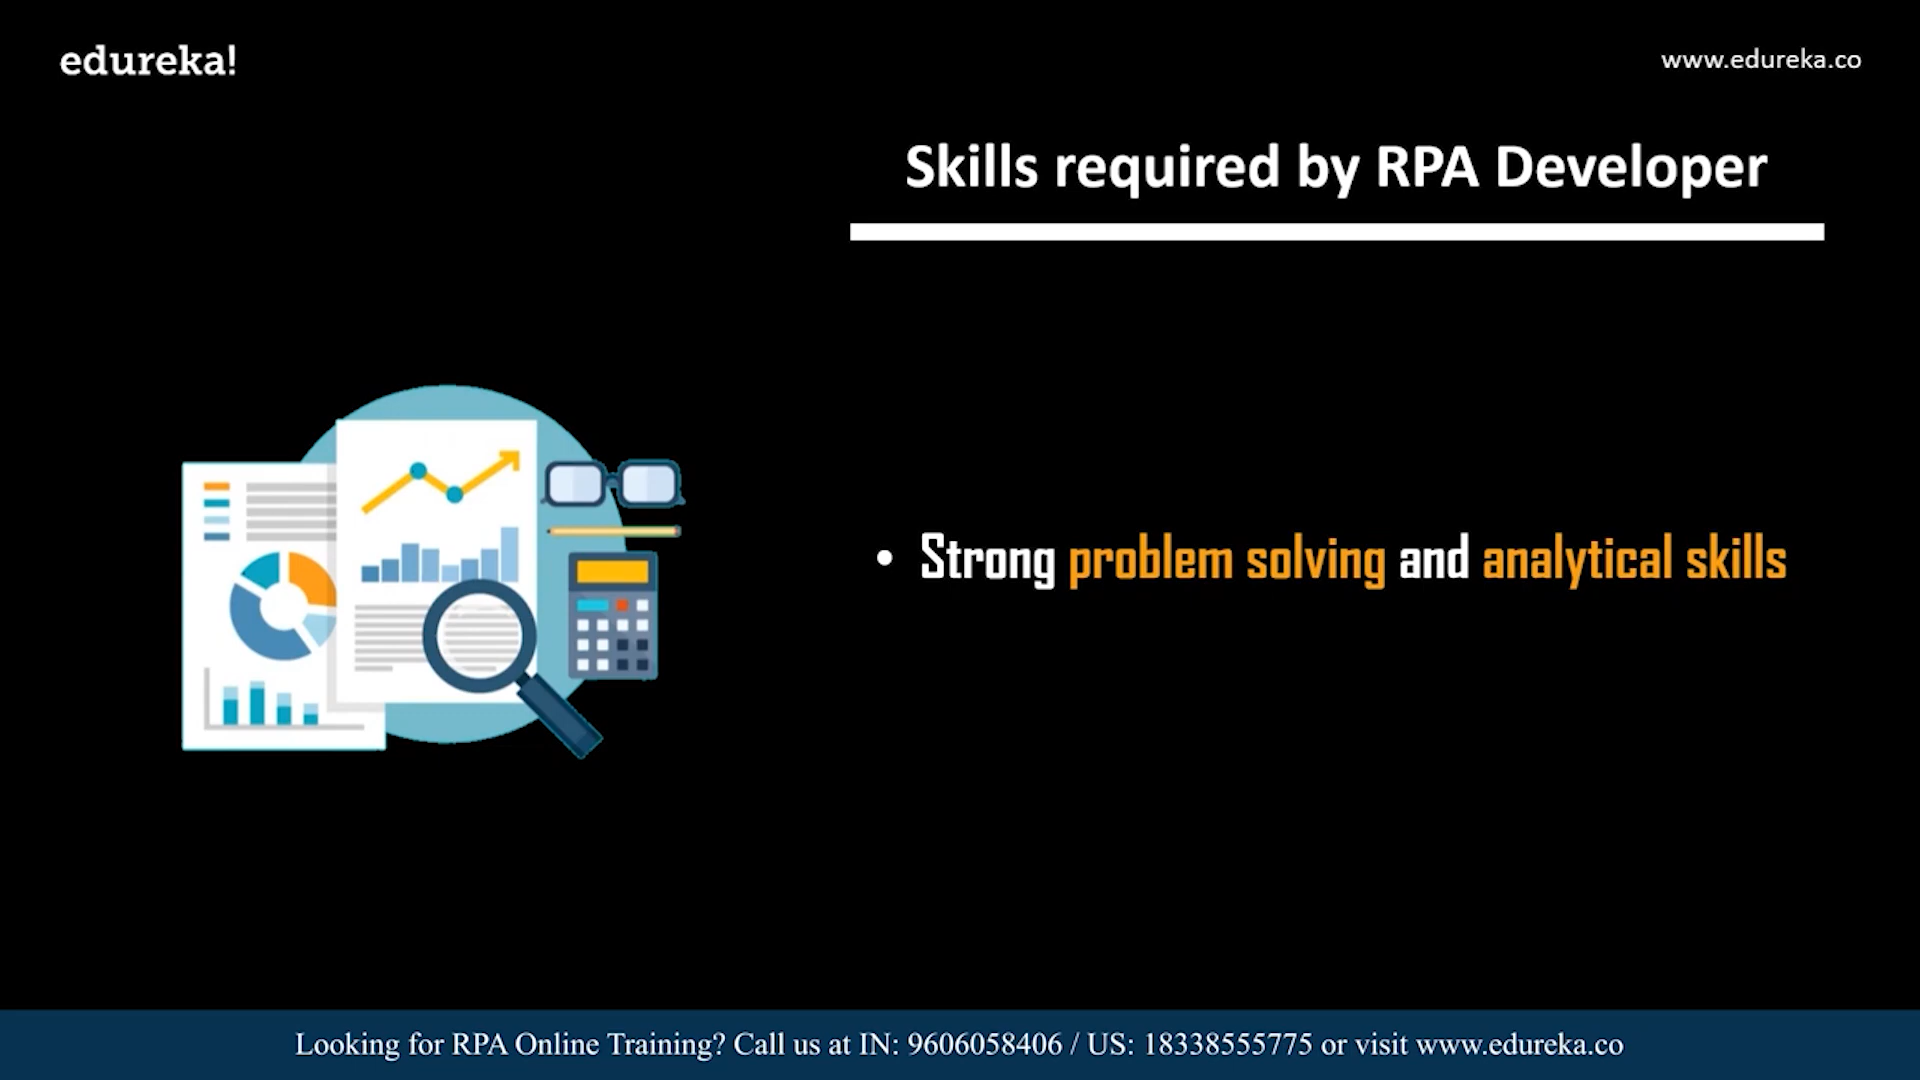 edureka!
www.edureka.co
Skills required by RPA Developer
• Strong problem solving and analytical skills
Looking for RPA Online Training? Call us at IN: 9606058406 / US: 18338555775 or visit www.edureka.co